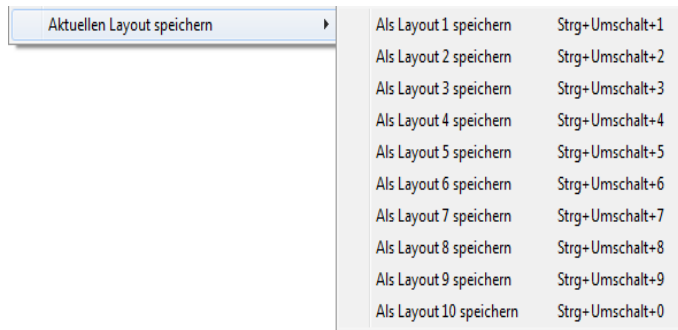 Aktuellen Layout speichern
Als Layout 1 speichern Strg+Umschalt+1
Als Layout 2 speichern Strg+Umschalt+2
Als Layout 3 speichern Strg+Umschalt+3
Als Layout 4 speichern Strg+Umschalt+4
Als Layout 5 speichern Strg+Umschalt+5
Als Layout 6 speichern Strg+Umschalt+6
Als Layout 7 speichern Strg+Umschalt+7
Als Layout 8 speichern Strg+Umschalt+8
Als Layout 9 speichern Strg+Umschalt+9
Als Layout 10 speichern Strg+Umschalt+0